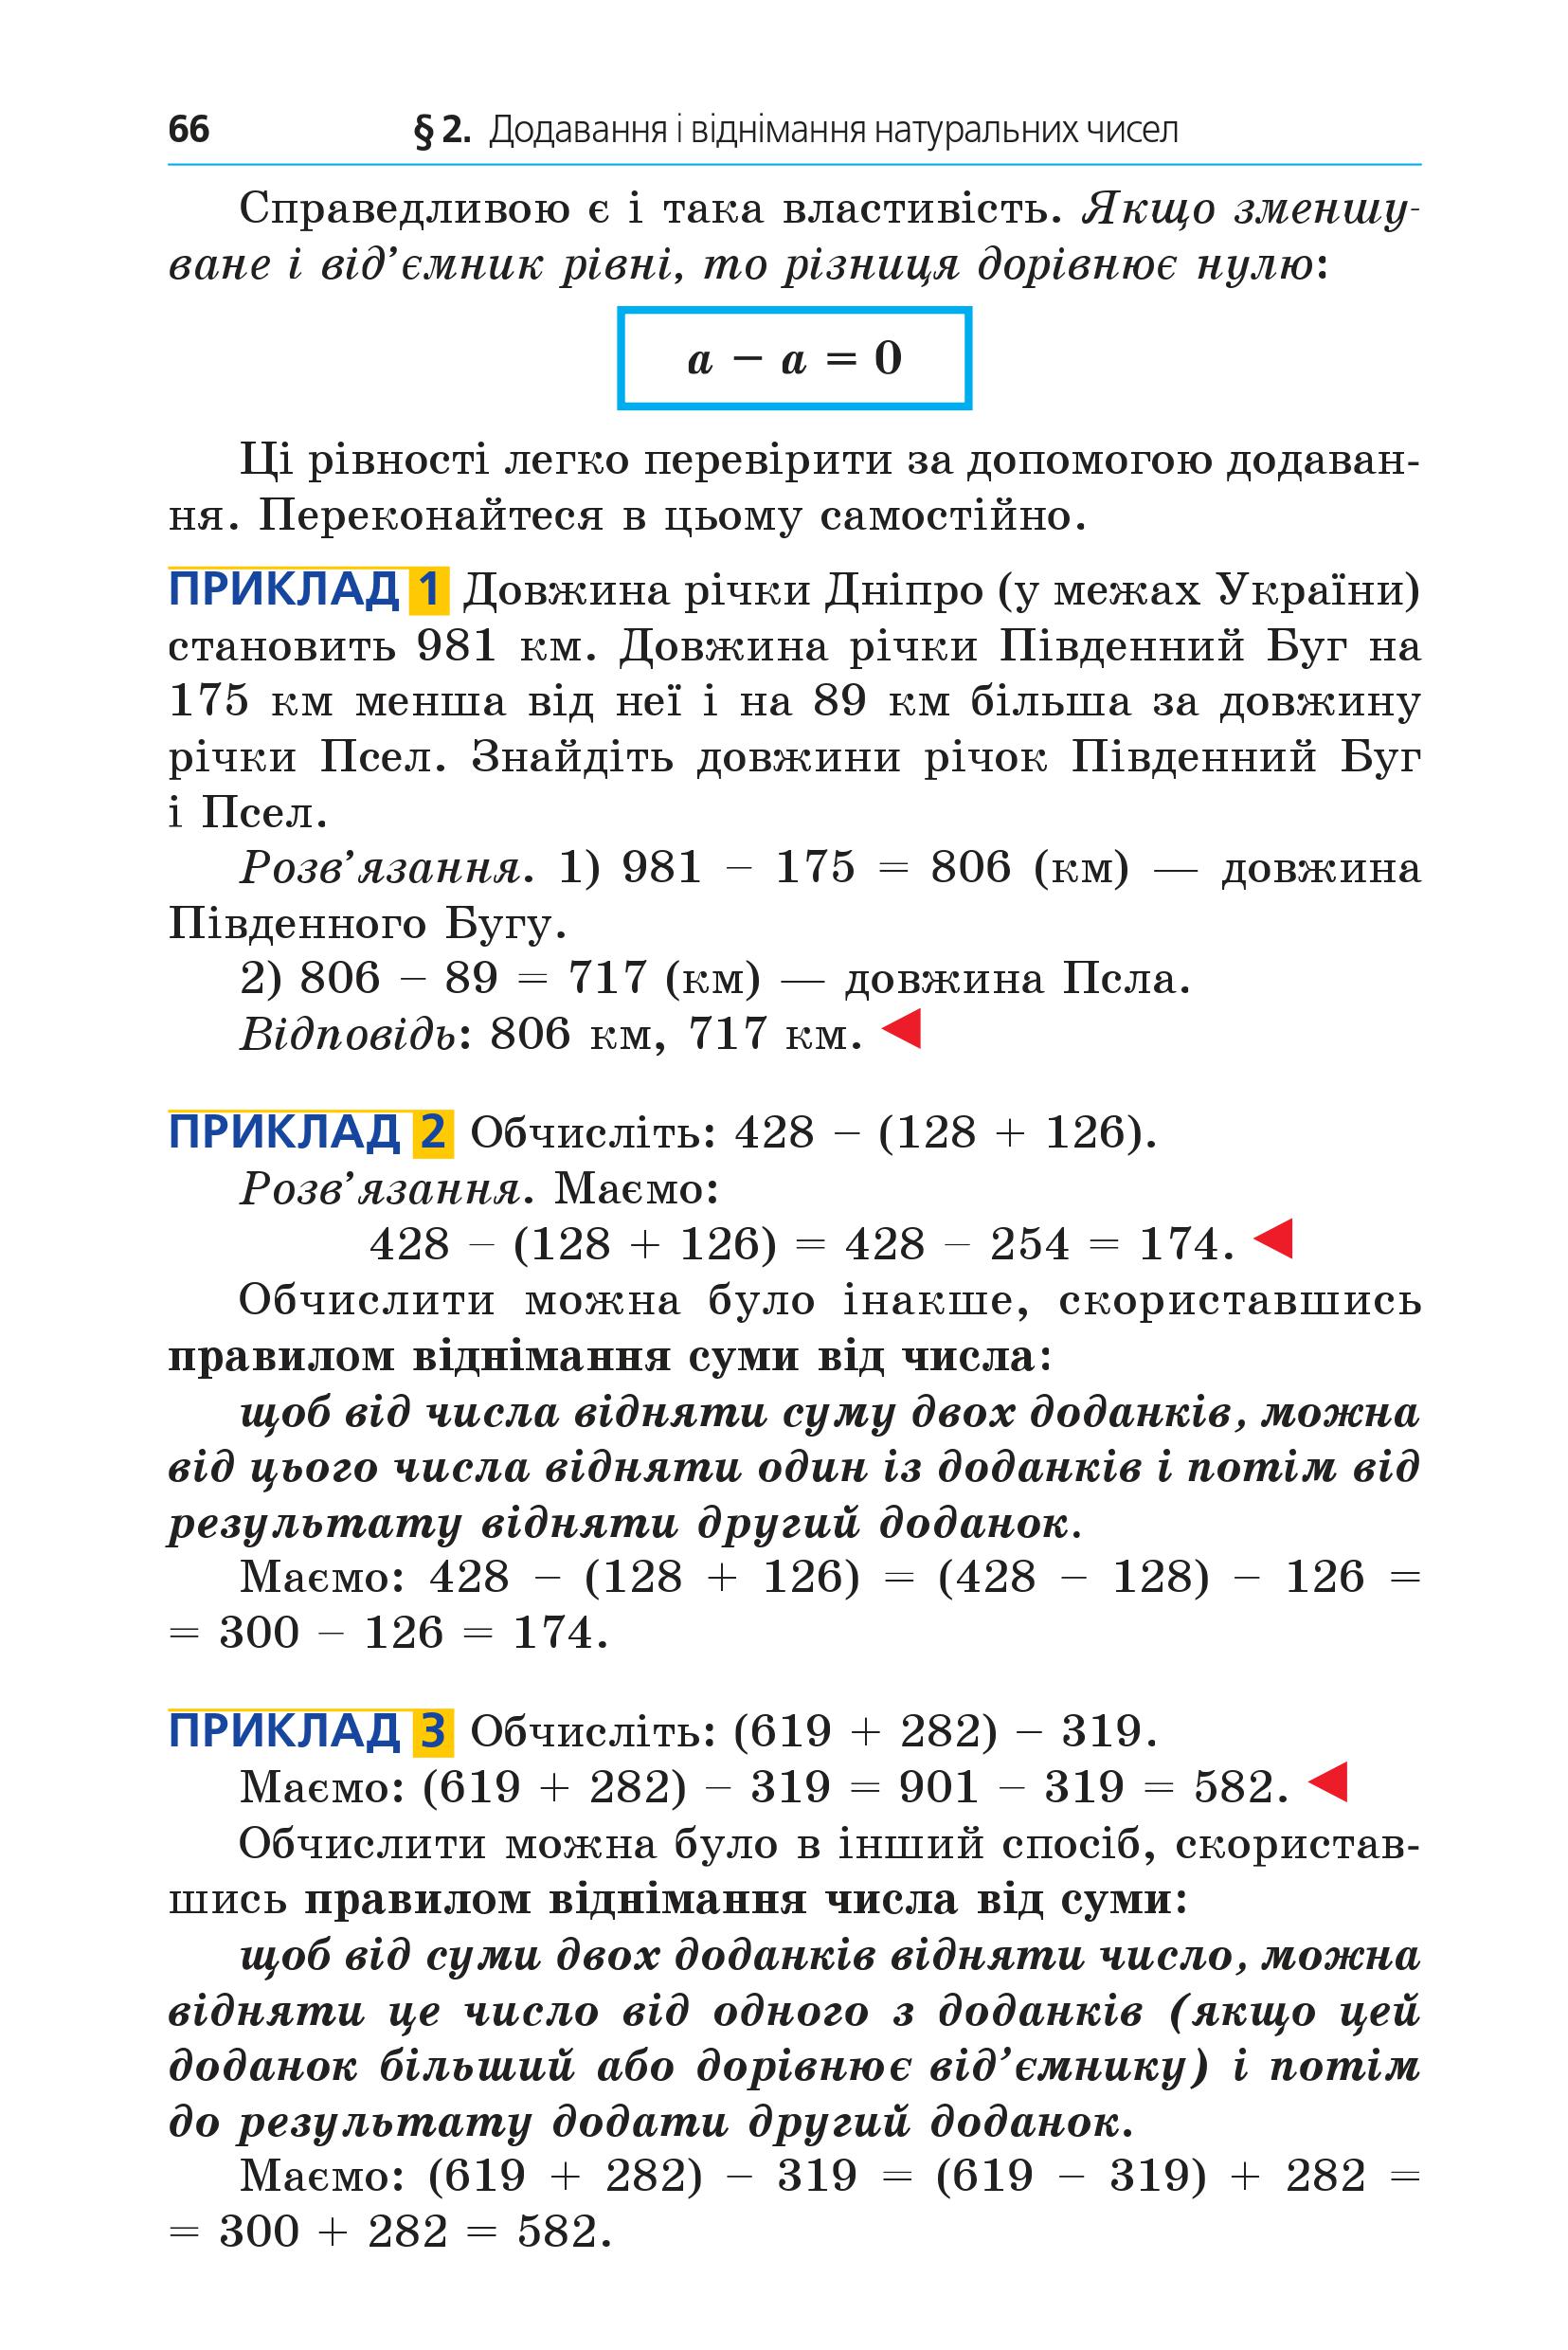 66 § 2. Додавання і віднімання натуральних чисел
Справедливою є і така властивість. Якщо зменшу-
ване і від’ємник рівні, то різниця дорівнює нулю:
a − a = 0
Ці рівності легко перевірити за допомогою додаван-
ня. Переконайтеся в цьому самостійно.
ПРИКЛАД 1 Довжина річки Дніпро (у межах України)
становить 981 км. Довжина річки Південний Буг на
175 км менша від неї і на 89 км більша за довжину
річки Псел. Знайдіть довжини річок Південний Буг
і Псел.
Розв’язання. 1) 981 − 175 = 806 (км) — довжина
Південного Бугу.
2) 806 − 89 = 717 (км) — довжина Псла.
Відповідь: 806 км, 717 км.
ПРИКЛАД 2 Обчисліть: 428 − (128 + 126).
Розв’язання. Маємо:
428 − (128 + 126) = 428 − 254 = 174.
Обчислити можна було інакше, скориставшись
правилом віднімання суми від числа:
щоб від числа відняти суму двох доданків, можна
від цього числа відняти один із доданків і потім від
результату відняти другий доданок.
Маємо: 428 − (128 + 126) = (428 − 128) − 126 =
= 300 − 126 = 174.
ПРИКЛАД 3 Обчисліть: (619 + 282) − 319.
Маємо: (619 + 282) − 319 = 901 − 319 = 582.
Обчислити можна було в інший спосіб, скористав-
шись правилом віднімання числа від суми:
щоб від суми двох доданків відняти число, можна
відняти це число від одного з доданків (якщо цей
доданок більший або дорівнює від’ємнику) і потім
до результату додати другий доданок.
Маємо: (619 + 282) − 319 = (619 − 319) + 282 =
= 300 + 282 = 582.